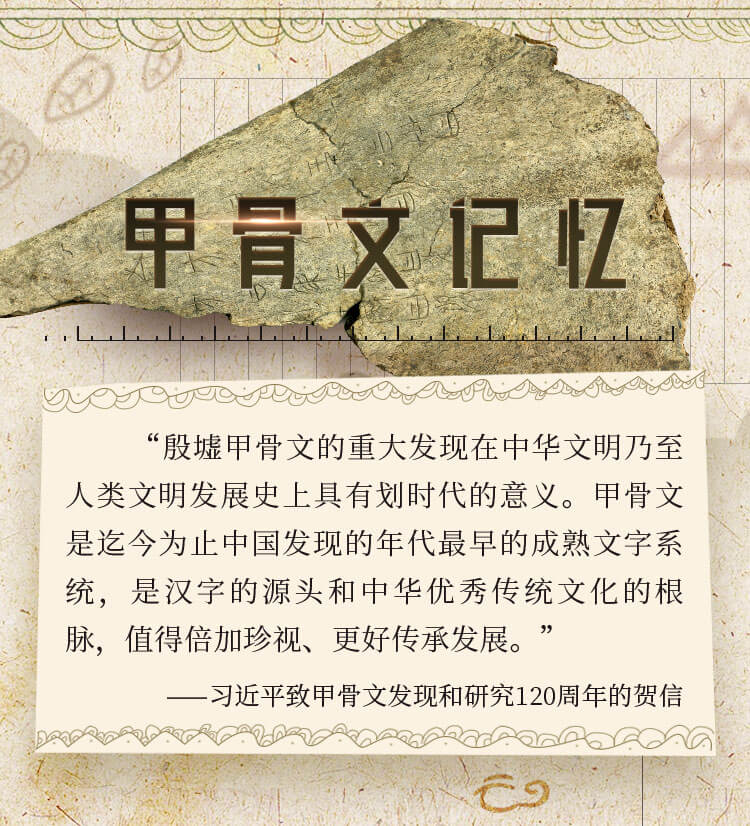 甲骨文记忆
“殷墟甲骨文的重大发现在中华文明乃至
人类文明发展史上具有划时代的意义。甲骨文
是迄今为止中国发现的年代最早的成熟文字系
统，是汉字的源头和中华优秀传统文化的根
脉，值得倍加珍视、更好传承发展。”
——习近平致甲骨文发现和研究120周年的贺信